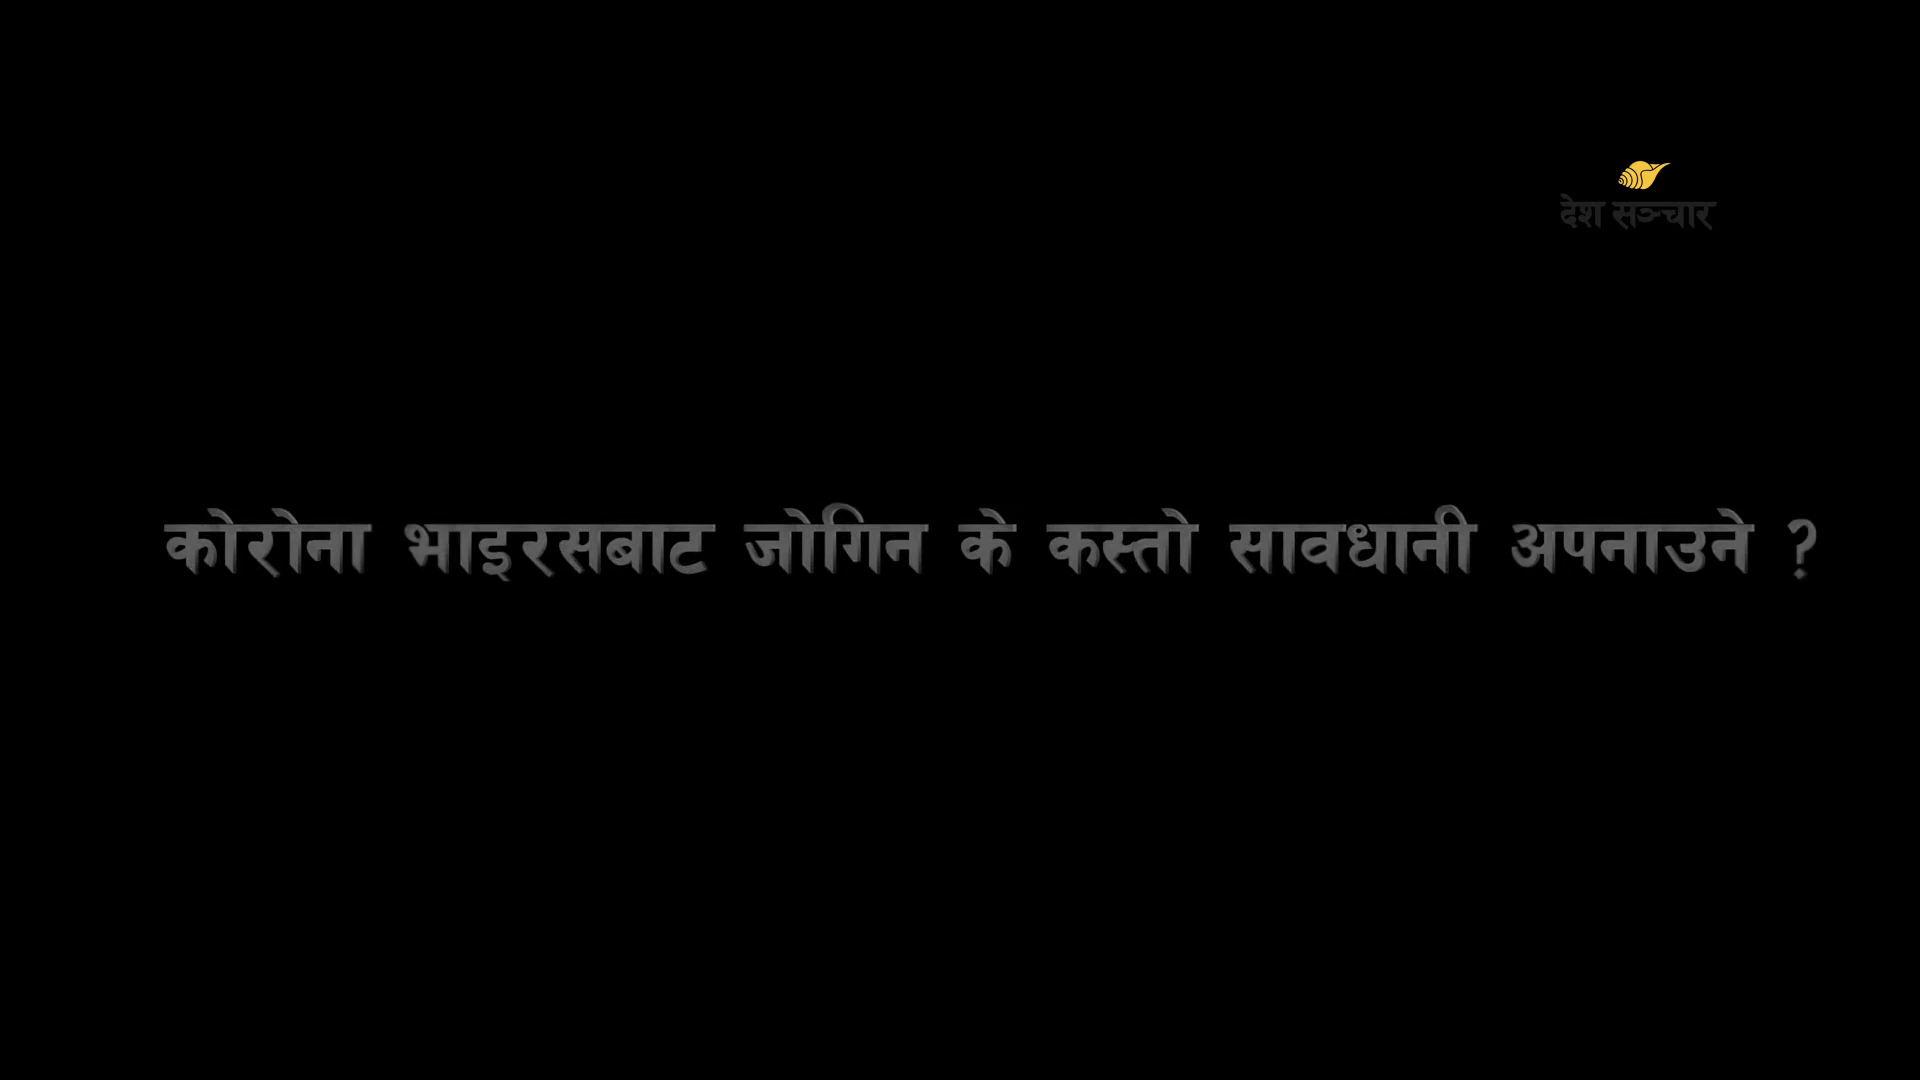 देश सञ्चार
कोरोना भाइरसबाट जोगिन के कस्तो सावधानी अपनाउने ?